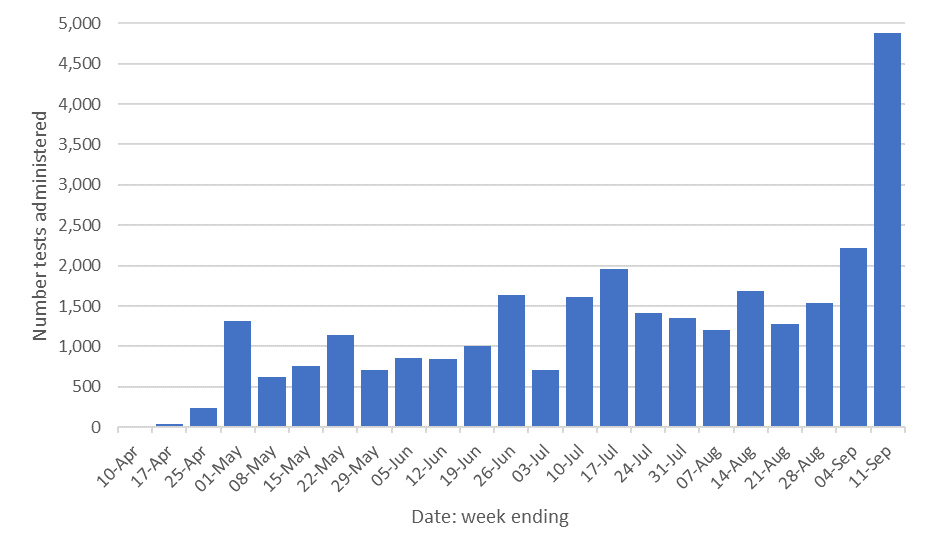 5,000
4,500
4,000
3,500
3,000
2,500
2,000
1,500
1,000
500
0
Number tests administered
10-Apr
17-Apr
25-Apr
01-May
08-May
15-May
22-May
29-May
05-Jun
12-Jun
19-Jun
26-Jun
03-Jul
10-Jul
17-Jul
24-Jul
31-Jul
07-Aug
14-Aug
21-Aug
28-Aug
04-Sep
11-Sep
Date: week ending